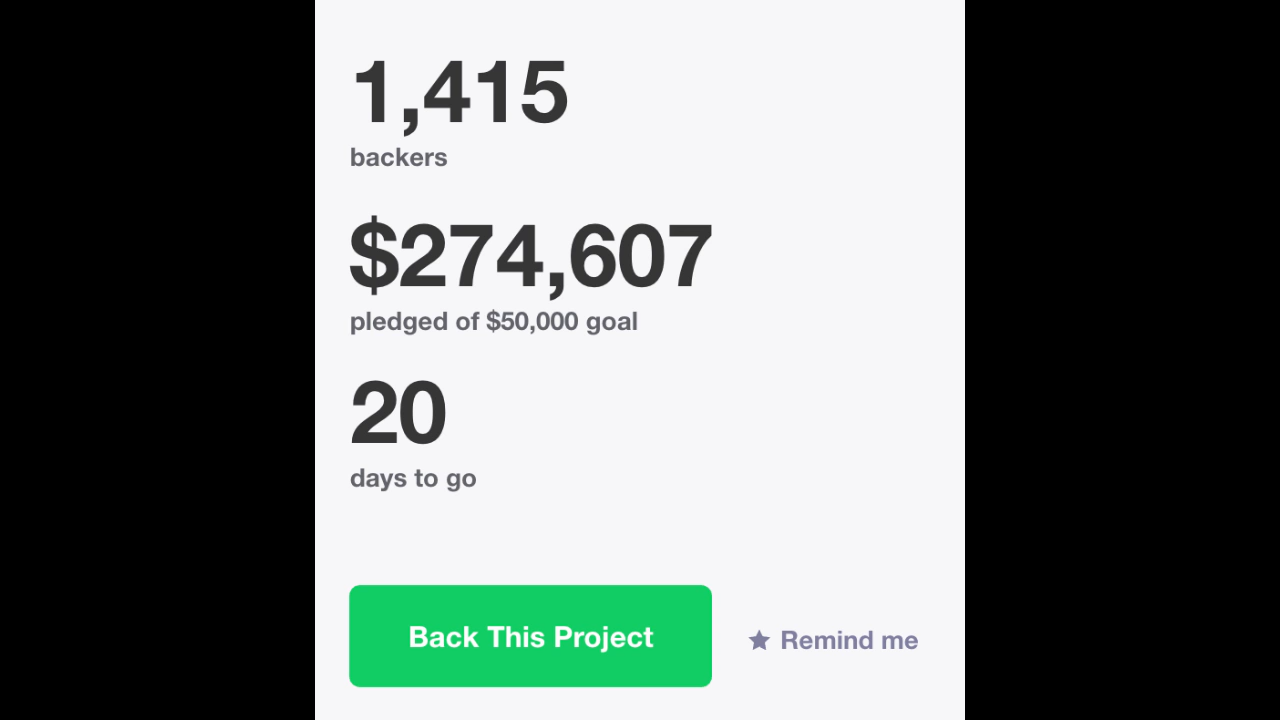 1,415
backers
$274,607
pledged of $50,000 goal
20
days to go
Back This Project
Remind me